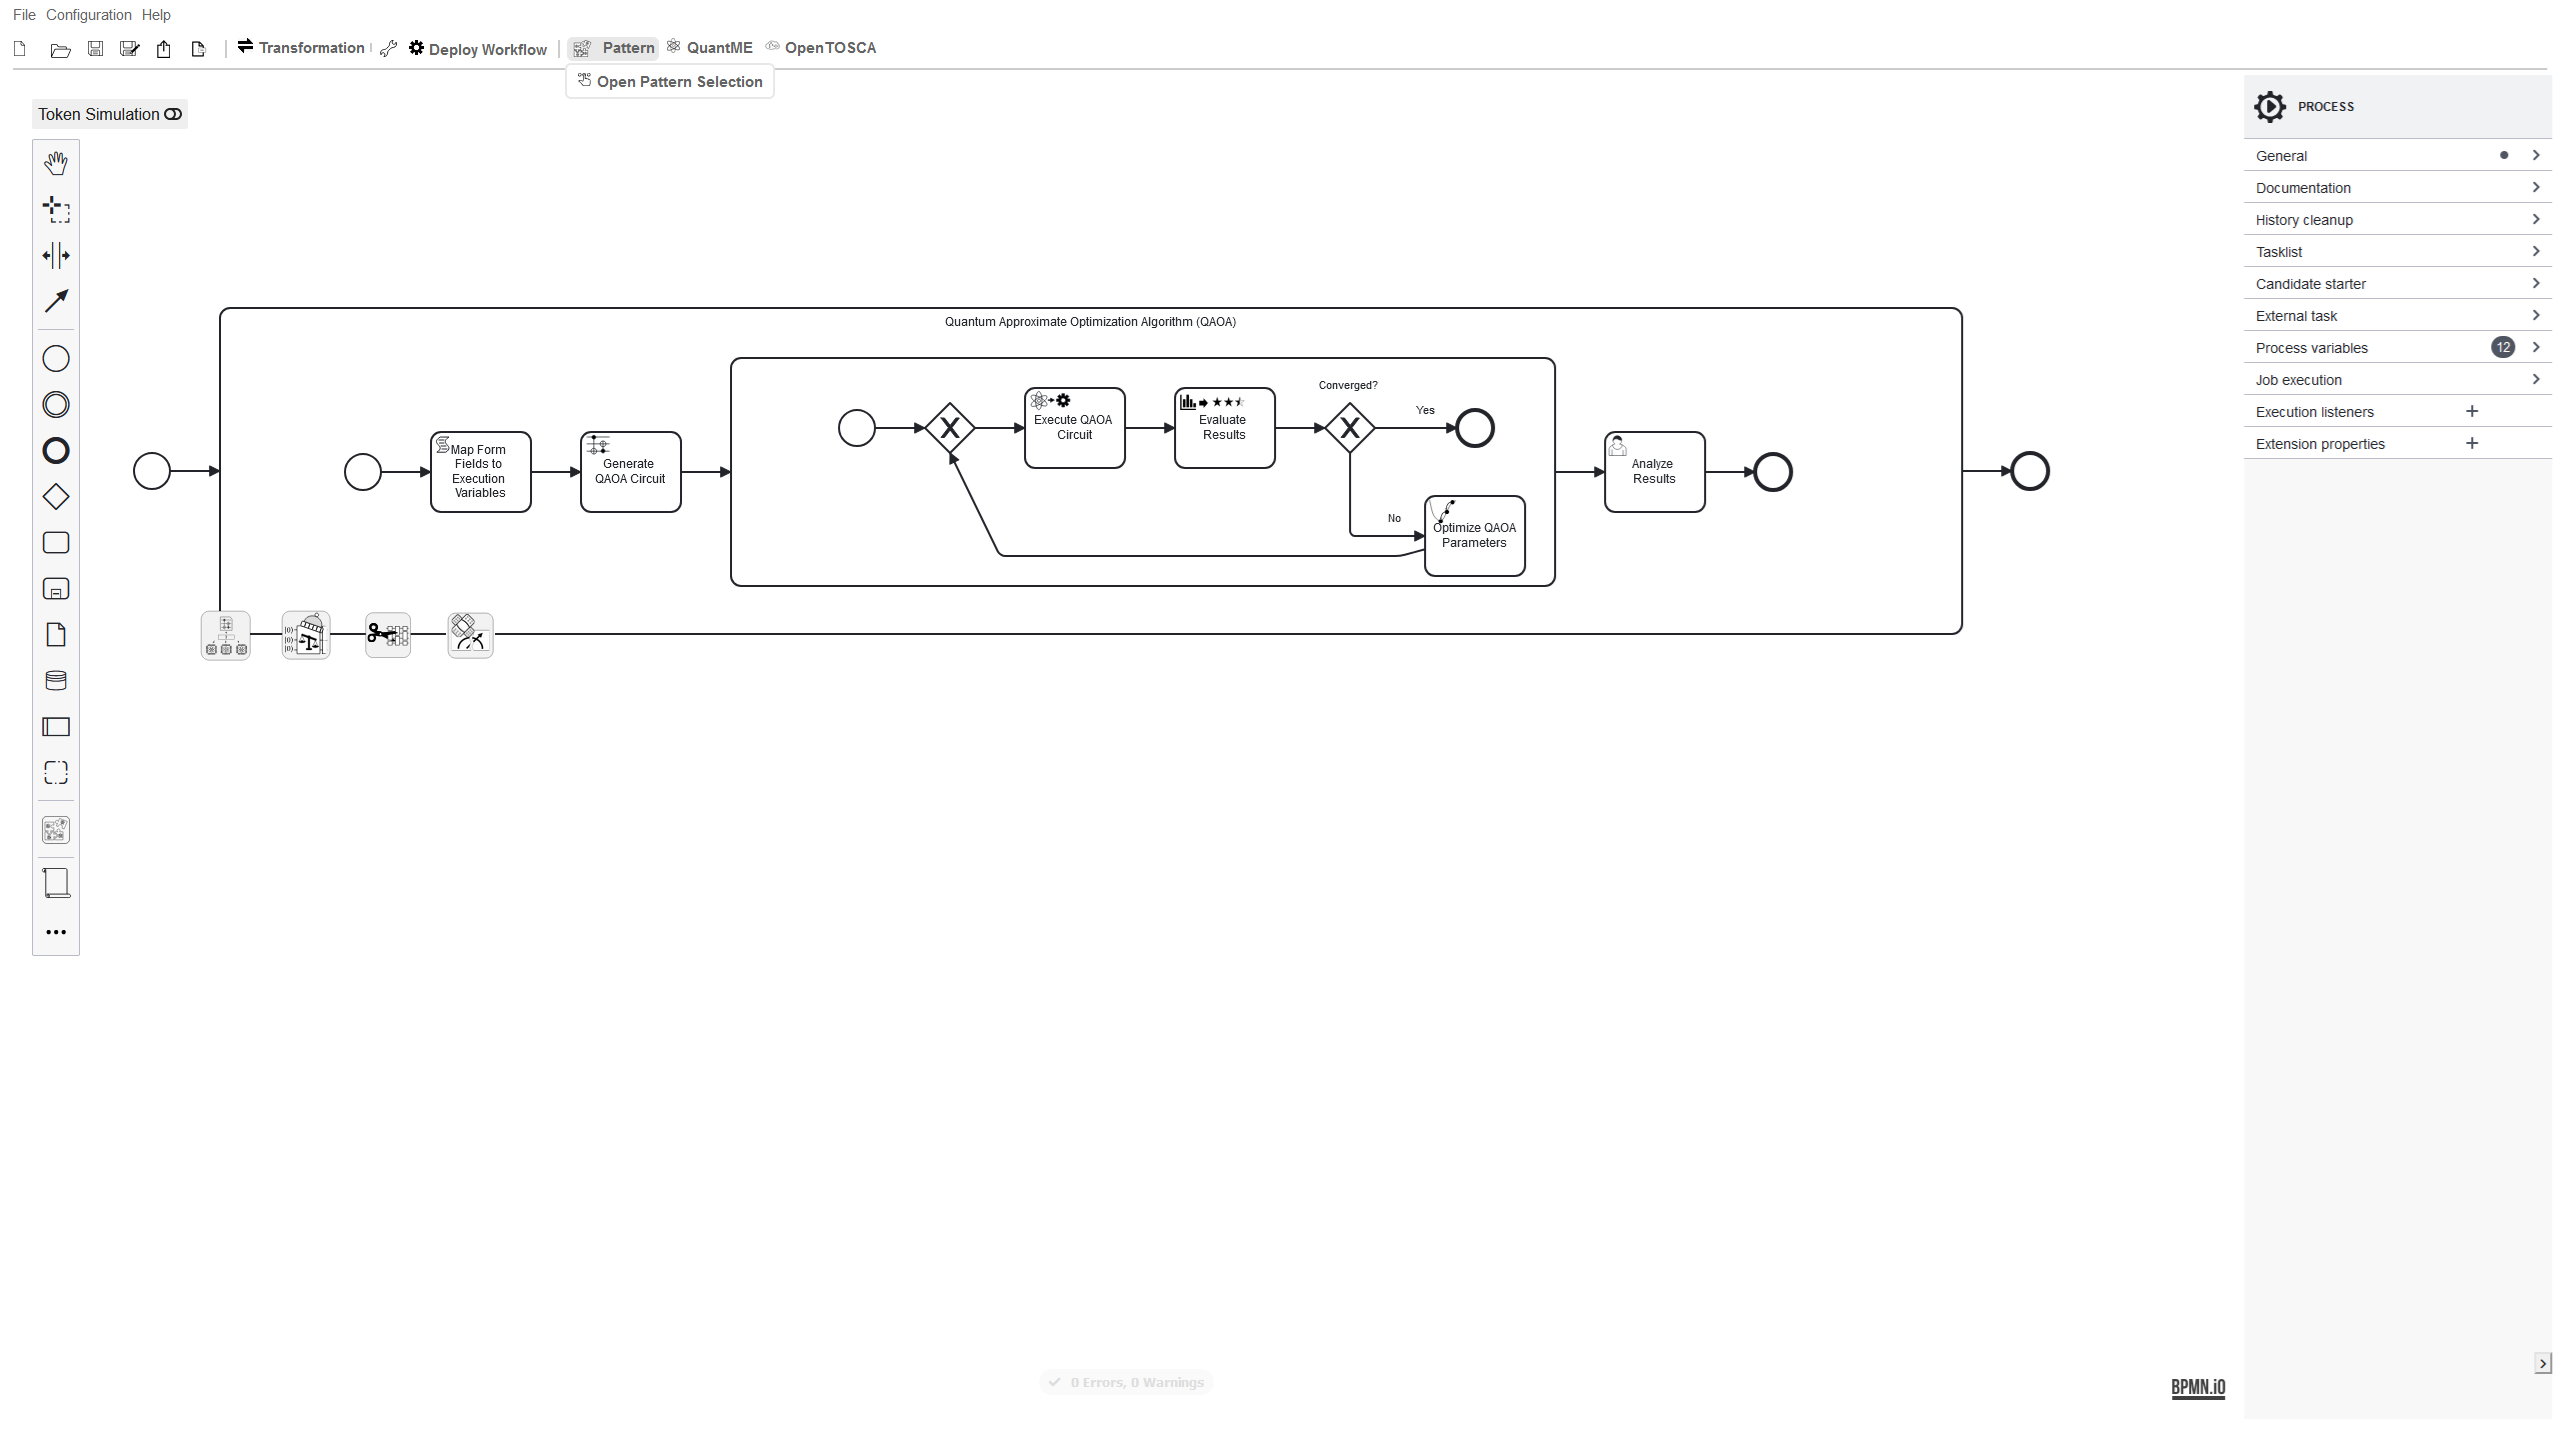 File Configuration Help
Transformation Deploy Workflow Pattern QuantME OpenTOSCA
Open Pattern Selection
Token Simulation
PROCESS
General
Documentation
History cleanup
Tasklist
Candidate starter
External task
Process variables 12
Job execution
Execution listeners
Extension properties
Quantum Approximate Optimization Algorithm (QAOA)
Map Form
Fields to
Execution
Variables
Generate
QAOA Circuit
Execute QAOA
Circuit
Evaluate
Results
Converged?
Yes
No
Optimize QAOA
Parameters
Analyze
Results
0 Errors, 0 Warnings
BPMN.iO